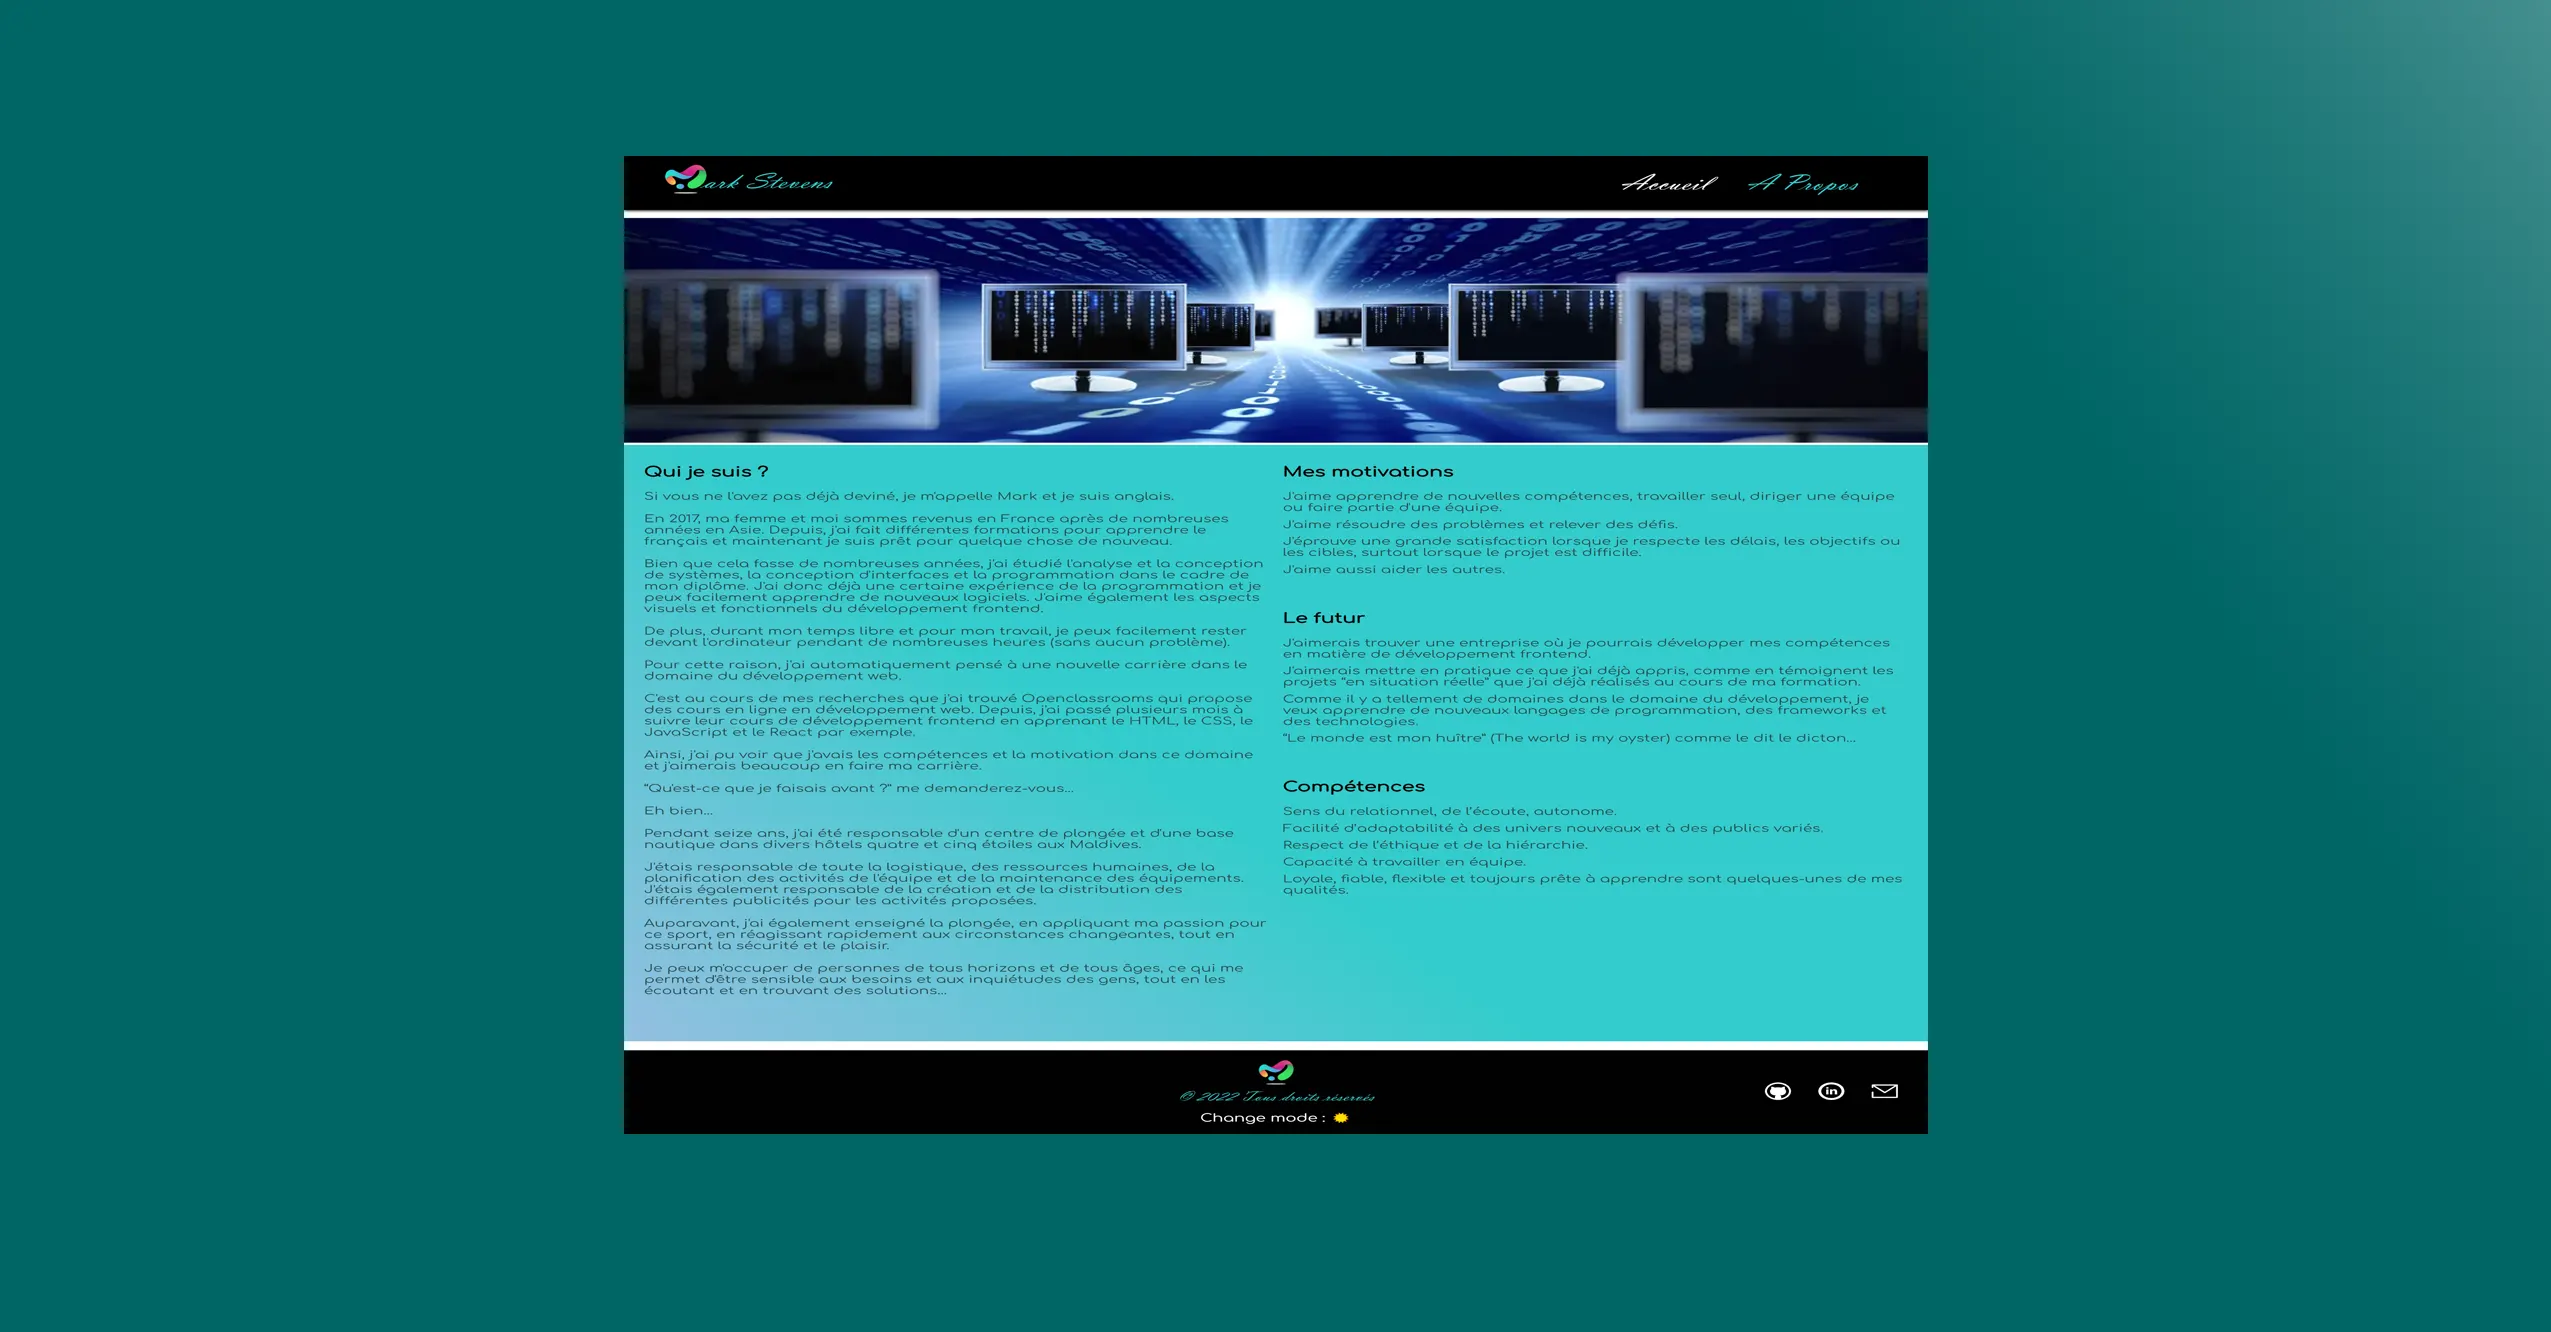 ark Stevens
Accueil A Propos
Qui je suis ?
Si vous ne l'avez pas déjà deviné, je m'appelle Mark et je suis anglais.
En 2017, ma femme et moi sommes revenus en France après de nombreuses
années en Asie. Depuis, j'ai fait différentes formations pour apprendre le
français et maintenant je suis prêt pour quelque chose de nouveau.
Bien que cela fasse de nombreuses années, j'ai étudié l'analyse et la conception
de systèmes, la conception d'interfaces et la programmation dans le cadre de
mon diplôme. J'ai donc déjà une certaine expérience de la programmation et je
peux facilement apprendre de nouveaux logiciels. J'aime également les aspects
visuels et fonctionnels du développement frontend.
De plus, durant mon temps libre et pour mon travail, je peux facilement rester
devant l'ordinateur pendant de nombreuses heures (sans aucun problème).
Pour cette raison, j'ai automatiquement pensé à une nouvelle carrière dans le
domaine du développement web.
C'est au cours de mes recherches que j'ai trouvé Openclassrooms qui propose
des cours en ligne en développement web. Depuis, j'ai passé plusieurs mois à
suivre leur cours de développement frontend en apprenant le HTML, le CSS, le
JavaScript et le React par exemple.
Ainsi, j'ai pu voir que j'avais les compétences et la motivation dans ce domaine
et j'aimerais beaucoup en faire ma carrière.
"Qu'est-ce que je faisais avant ?" me demanderez-vous...
Eh bien...
Pendant seize ans, j'ai été responsable d'un centre de plongée et d'une base
nautique dans divers hôtels quatre et cinq étoiles aux Maldives.
J'étais responsable de toute la logistique, des ressources humaines, de la
planification des activités de l'équipe et de la maintenance des équipements.
J'étais également responsable de la création et de la distribution des
différentes publicités pour les activités proposées.
Auparavant, j'ai également enseigné la plongée, en appliquant ma passion pour
ce sport, en réagissant rapidement aux circonstances changeantes, tout en
assurant la sécurité et le plaisir.
Je peux m'occuper de personnes de tous horizons et de tous âges, ce qui me
permet d'être sensible aux besoins et aux inquiétudes des gens, tout en les
écoutant et en trouvant des solutions...
Mes motivations
J'aime apprendre de nouvelles compétences, travailler seul, diriger une équipe
ou faire partie d'une équipe.
J'aime résoudre des problèmes et relever des défis.
J'éprouve une grande satisfaction lorsque je respecte les délais, les objectifs ou
les cibles, surtout lorsque le projet est difficile.
J'aime aussi aider les autres.
Le futur
J'aimerais trouver une entreprise où je pourrais développer mes compétences
en matière de développement frontend.
J'aimerais mettre en pratique ce que j'ai déjà appris, comme en témoignent les
projets "en situation réelle" que j'ai déjà réalisés au cours de ma formation.
Comme il y a tellement de domaines dans le domaine du développement, je
veux apprendre de nouveaux langages de programmation, des frameworks et
des technologies.
"Le monde est mon huître" (The world is my oyster) comme le dit le dicton...
Compétences
Sens du relationnel, de l'écoute, autonome.
Facilité d'adaptabilité à des univers nouveaux et à des publics variés.
Respect de l'éthique et de la hiérarchie.
Capacité à travailler en équipe.
Loyale, fiable, flexible et toujours prête à apprendre sont quelques-unes de mes
qualités.
© 2022 Tous droits réservés
Change mode :
in